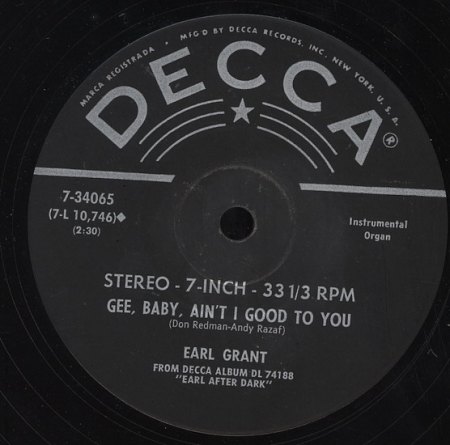 MARCA REGISTRADA • MFG'D BY DECCA RECORDS, INC., NEW YORK, U.S.A.
DECCA®
7-34065
(7-L 10,746)◆
(2:30)
Instrumental
Organ
STEREO - 7-INCH - 33 1/3 RPM
GEE, BABY, AIN'T I GOOD TO YOU
(Don Redman-Andy Razaf)
EARL GRANT
FROM DECCA ALBUM DL 74188
"EARL AFTER DARK"